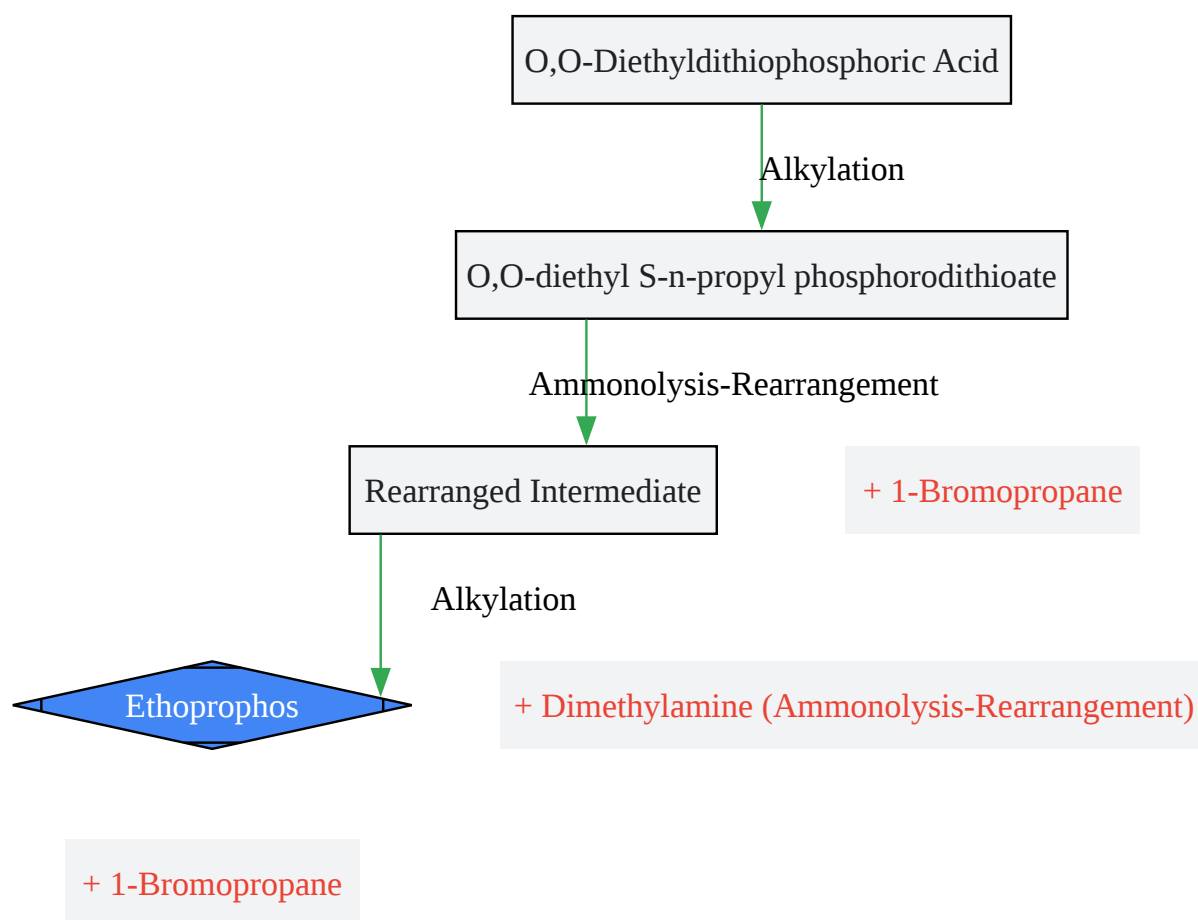 O,O-Diethyldithiophosphoric Acid
Alkylation
O,O-diethyl S-n-propyl phosphorodithioate
Ammonolysis-Rearrangement
Rearranged Intermediate
+ 1-Bromopropane
Alkylation
Ethoprophos
+ Dimethylamine (Ammonolysis-Rearrangement)
+ 1-Bromopropane